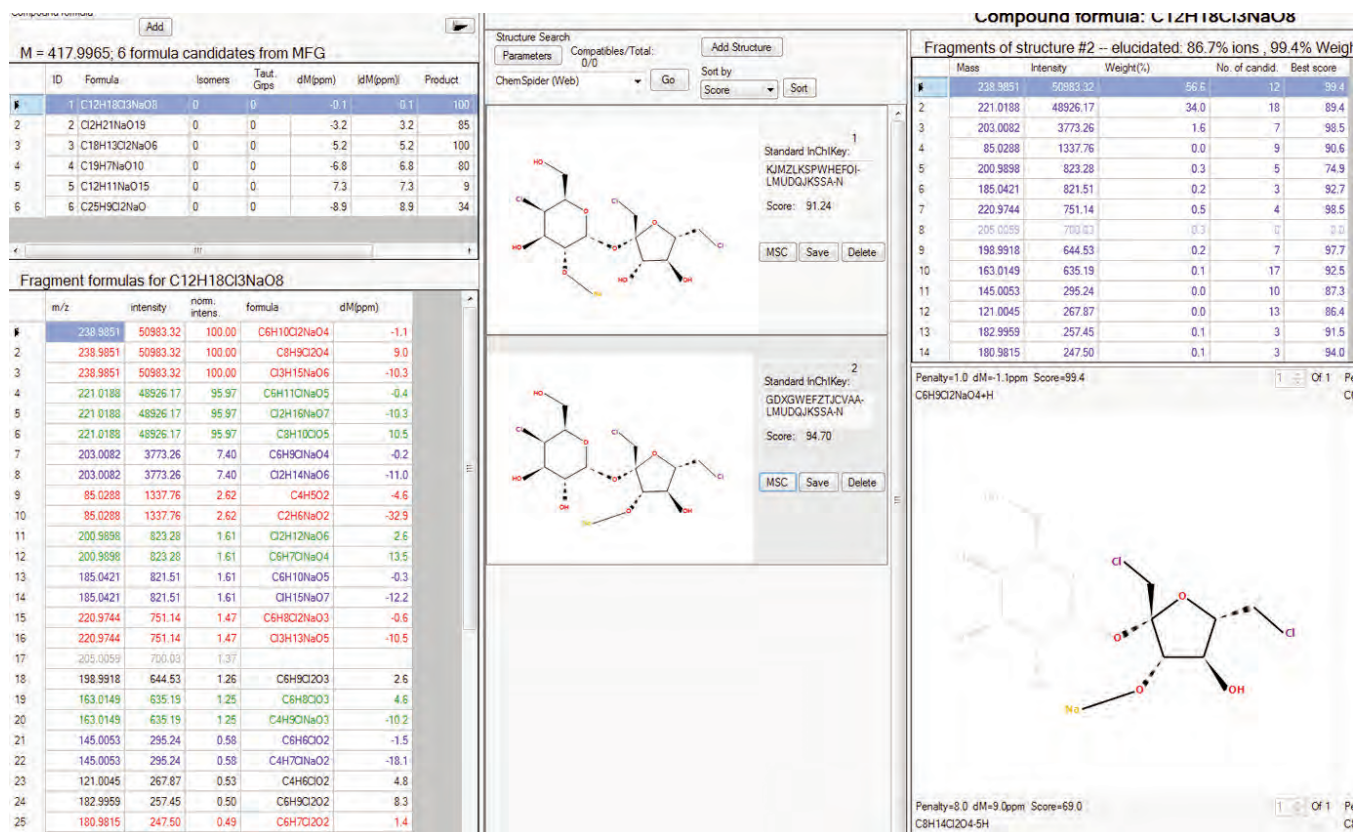 Compound formula
Add
M = 417.9965; 6 formula candidates from MFG
ID Formula Isomers Taut. Grps dM(ppm) |dM(ppm)| Product
1 C12H18Cl3NaO8 0 0 -0.1 0.1 100
2 2 Cl2H21NaO19 0 0 -3.2 3.2 85
3 3 C18H13Cl2NaO6 0 0 5.2 5.2 100
4 4 C19H7NaO10 0 0 -6.8 6.8 80
5 5 C12H11NaO15 0 0 7.3 7.3 9
6 6 C25H9Cl2NaO 0 0 -8.9 8.9 34
Fragment formulas for C12H18Cl3NaO8
m/z intensity norm. intens. formula dM(ppm)
238.9851 50983.32 100.00 C6H10Cl2NaO4 -1.1
2 238.9851 50983.32 100.00 C8H9Cl2O4 9.0
3 238.9851 50983.32 100.00 Cl3H15NaO6 -10.3
4 221.0188 48926.17 95.97 C6H11ClNaO5 -0.4
5 221.0188 48926.17 95.97 Cl2H16NaO7 -10.3
6 221.0188 48926.17 95.97 C8H10ClO5 10.5
7 203.0082 3773.26 7.40 C6H9ClNaO4 -0.2
8 203.0082 3773.26 7.40 Cl2H14NaO6 -11.0
9 85.0288 1337.76 2.62 C4H5O2 -4.6
10 85.0288 1337.76 2.62 C2H6NaO2 -32.9
11 200.9898 823.28 1.61 Cl2H12NaO6 2.6
12 200.9898 823.28 1.61 C6H7ClNaO4 13.5
13 185.0421 821.51 1.61 C6H10NaO5 -0.3
14 185.0421 821.51 1.61 ClH15NaO7 -12.2
15 220.9744 751.14 1.47 C6H8Cl2NaO3 -0.6
16 220.9744 751.14 1.47 Cl3H13NaO5 -10.5
17 205.0059 700.03 1.37
18 198.9918 644.53 1.26 C6H9Cl2O3 2.6
19 163.0149 635.19 1.25 C6H8ClO3 4.6
20 163.0149 635.19 1.25 C4H9ClNaO3 -10.2
21 145.0053 295.24 0.58 C6H6ClO2 -1.5
22 145.0053 295.24 0.58 C4H7ClNaO2 -18.1
23 121.0045 267.87 0.53 C4H6ClO2 4.8
24 182.9959 257.45 0.50 C6H9Cl2O2 8.3
25 180.9815 247.50 0.49 C6H7Cl2O2 1.4
Structure Search
Parameters Compatibles/Total: 0/0 Add Structure
ChemSpider (Web) Go Sort by Score Sort
1
Standard InChIKey:
KJMZLKSPWHEFOI-
LMUDQJKSSA-N
Score: 91.24
MSC Save Delete
HO
Cl
O
Cl
O
Cl
HO
O
O
HO
OH
Na
2
Standard InChIKey:
GDXGWEFZTJCVAA-
LMUDQJKSSA-N
Score: 94.70
MSC Save Delete
HO
Cl
O
Cl
O
Cl
HO
O
OH
O
OH
Na
Compound formula: C12H18Cl3NaO8
Fragments of structure #2 -- elucidated: 86.7% ions , 99.4% Weigh
Mass Intensity Weight(%) No. of candid. Best score
238.9851 50983.32 56.6 12 99.4
2 221.0188 48926.17 34.0 18 89.4
3 203.0082 3773.26 1.6 7 98.5
4 85.0288 1337.76 0.0 9 90.6
5 200.9898 823.28 0.3 5 74.9
6 185.0421 821.51 0.2 3 92.7
7 220.9744 751.14 0.5 4 98.5
8 205.0059 700.03 0.3 0 0.0
9 198.9918 644.53 0.2 7 97.7
10 163.0149 635.19 0.1 17 92.5
11 145.0053 295.24 0.0 10 87.3
12 121.0045 267.87 0.0 13 86.4
13 182.9959 257.45 0.1 3 91.5
14 180.9815 247.50 0.1 3 94.0
Penalty=1.0 dM=-1.1ppm Score=99.4 1 Of 1 Pe
C6H9Cl2NaO4+H
Cl
O
Cl
O
O
OH
Na
Penalty=8.0 dM=9.0ppm Score=69.0 1 Of 1 Pe
C8H14Cl2O4-5H